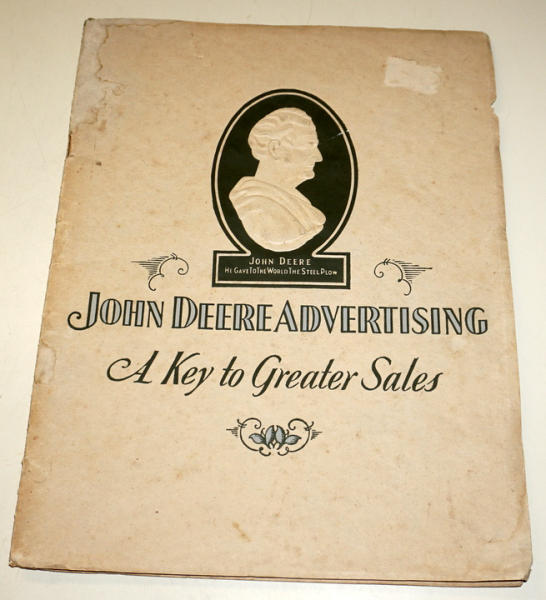 JOHN DEERE
HE GAVE TO THE WORLD THE STEEL PLOW
JOHN DEERE ADVERTISING
A Key to Greater Sales